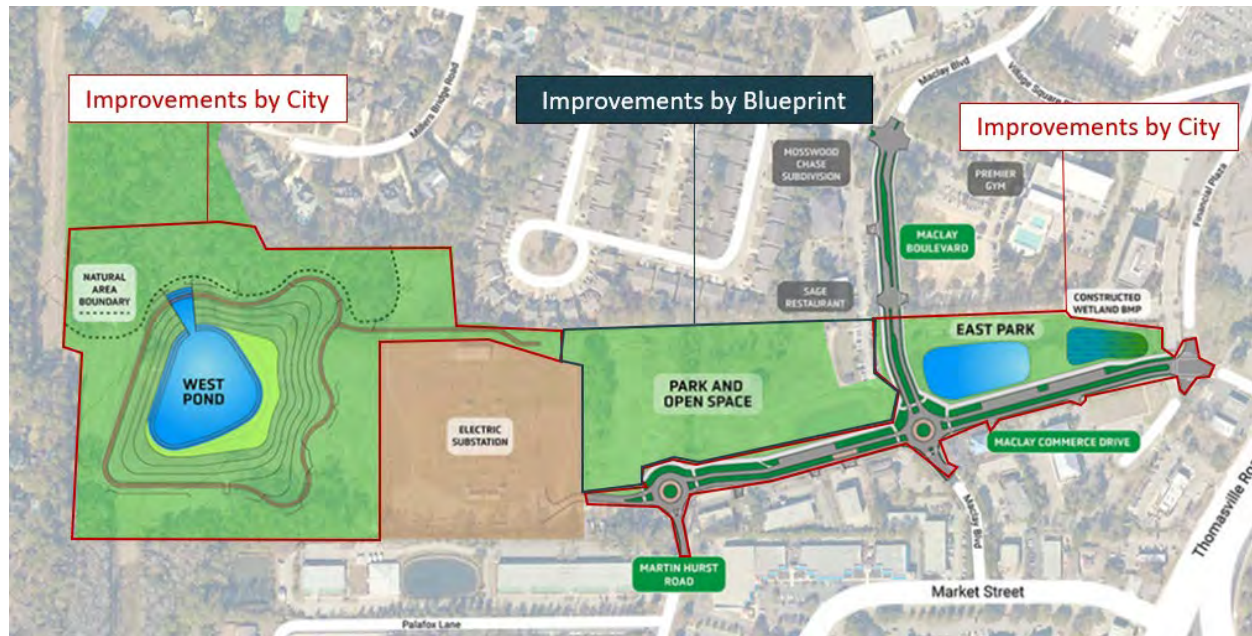 Improvements by City
Improvements by Blueprint
Improvements by City
Millers Bridge Road
Maclay Blvd
MOSSWOOD
CHASE
SUBDIVISION
PREMIER
GYM
Financial Plaza
MACLAY
BOULEVARD
NATURAL
AREA
BOUNDARY
SAGE
RESTAURANT
CONSTRUCTED
WETLAND BMP
EAST PARK
WEST
POND
PARK AND
OPEN SPACE
ELECTRIC
SUBSTATION
MACLAY COMMERCE DRIVE
Maclay Blvd
MARTIN HURST
ROAD
Market Street
Palafox Lane